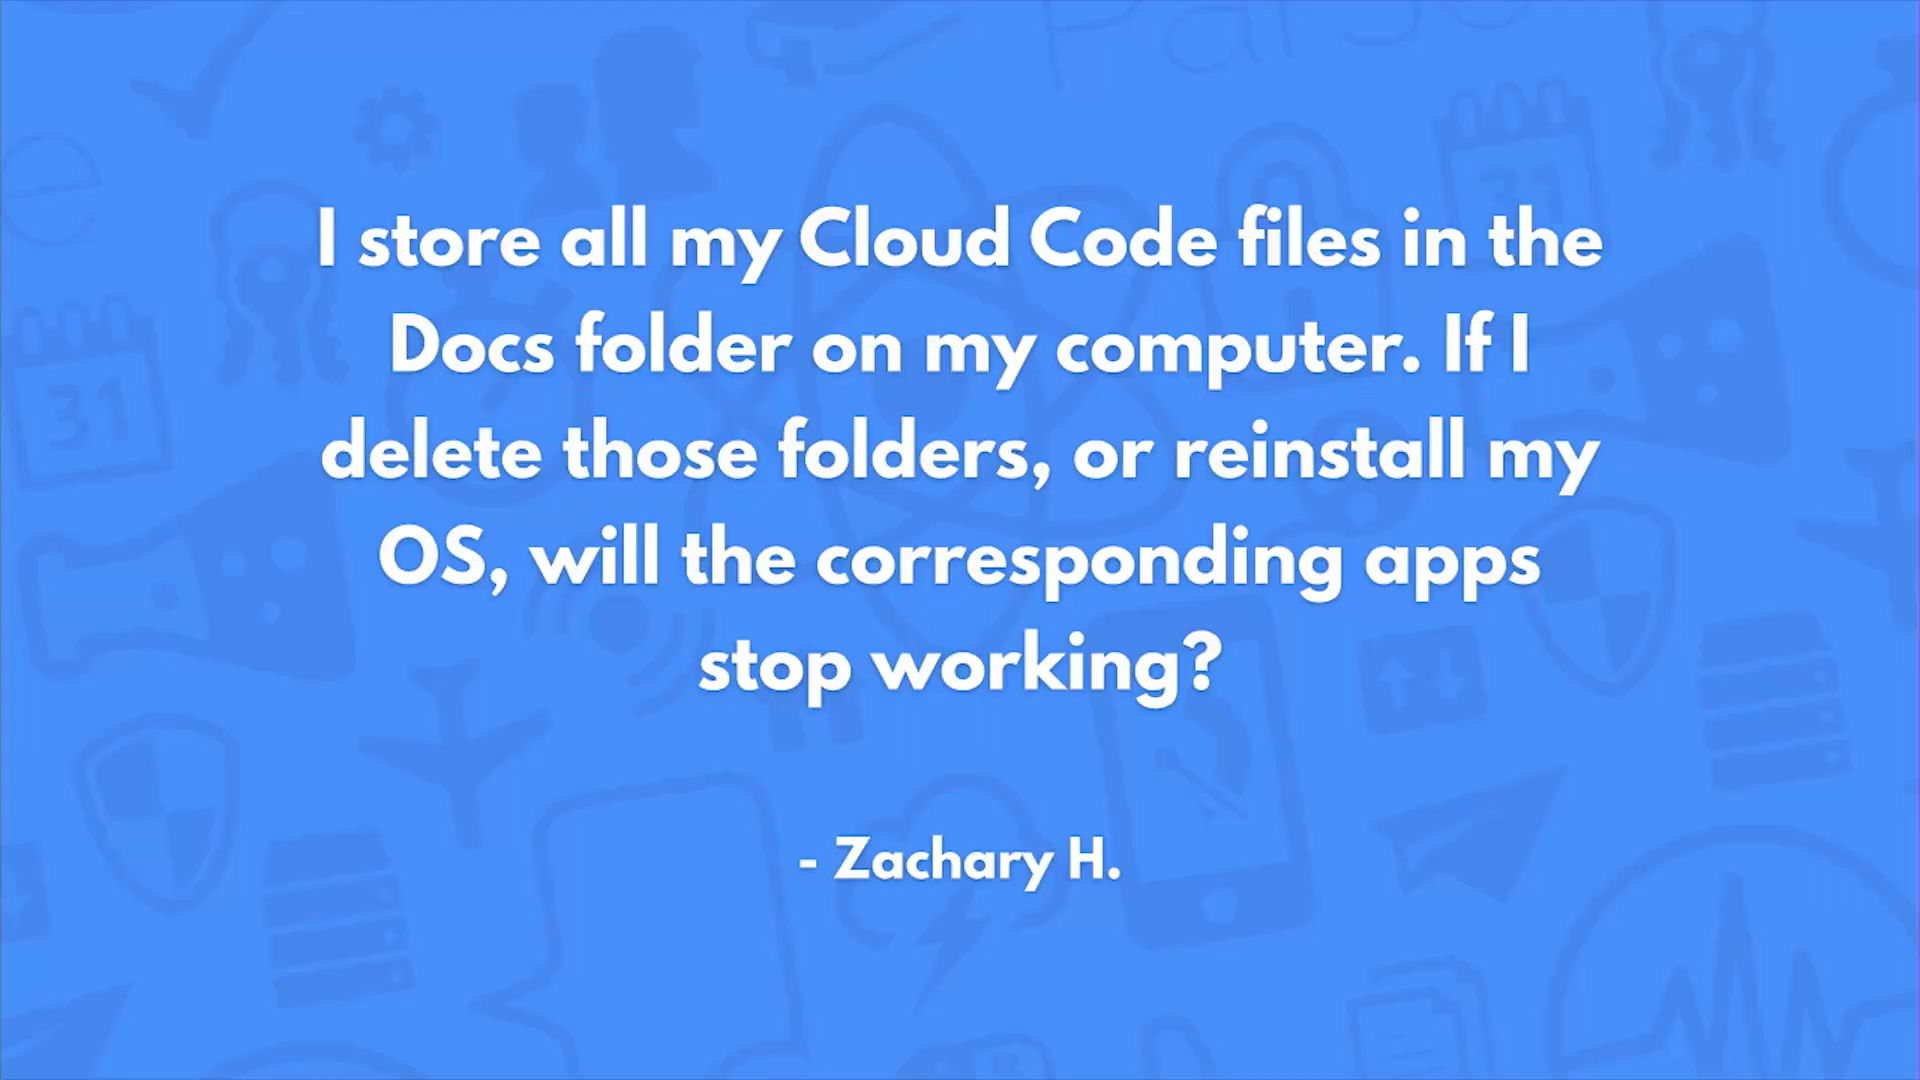 I store all my Cloud Code files in the
Docs folder on my computer. If I
delete those folders, or reinstall my
OS, will the corresponding apps
stop working?
- Zachary H.